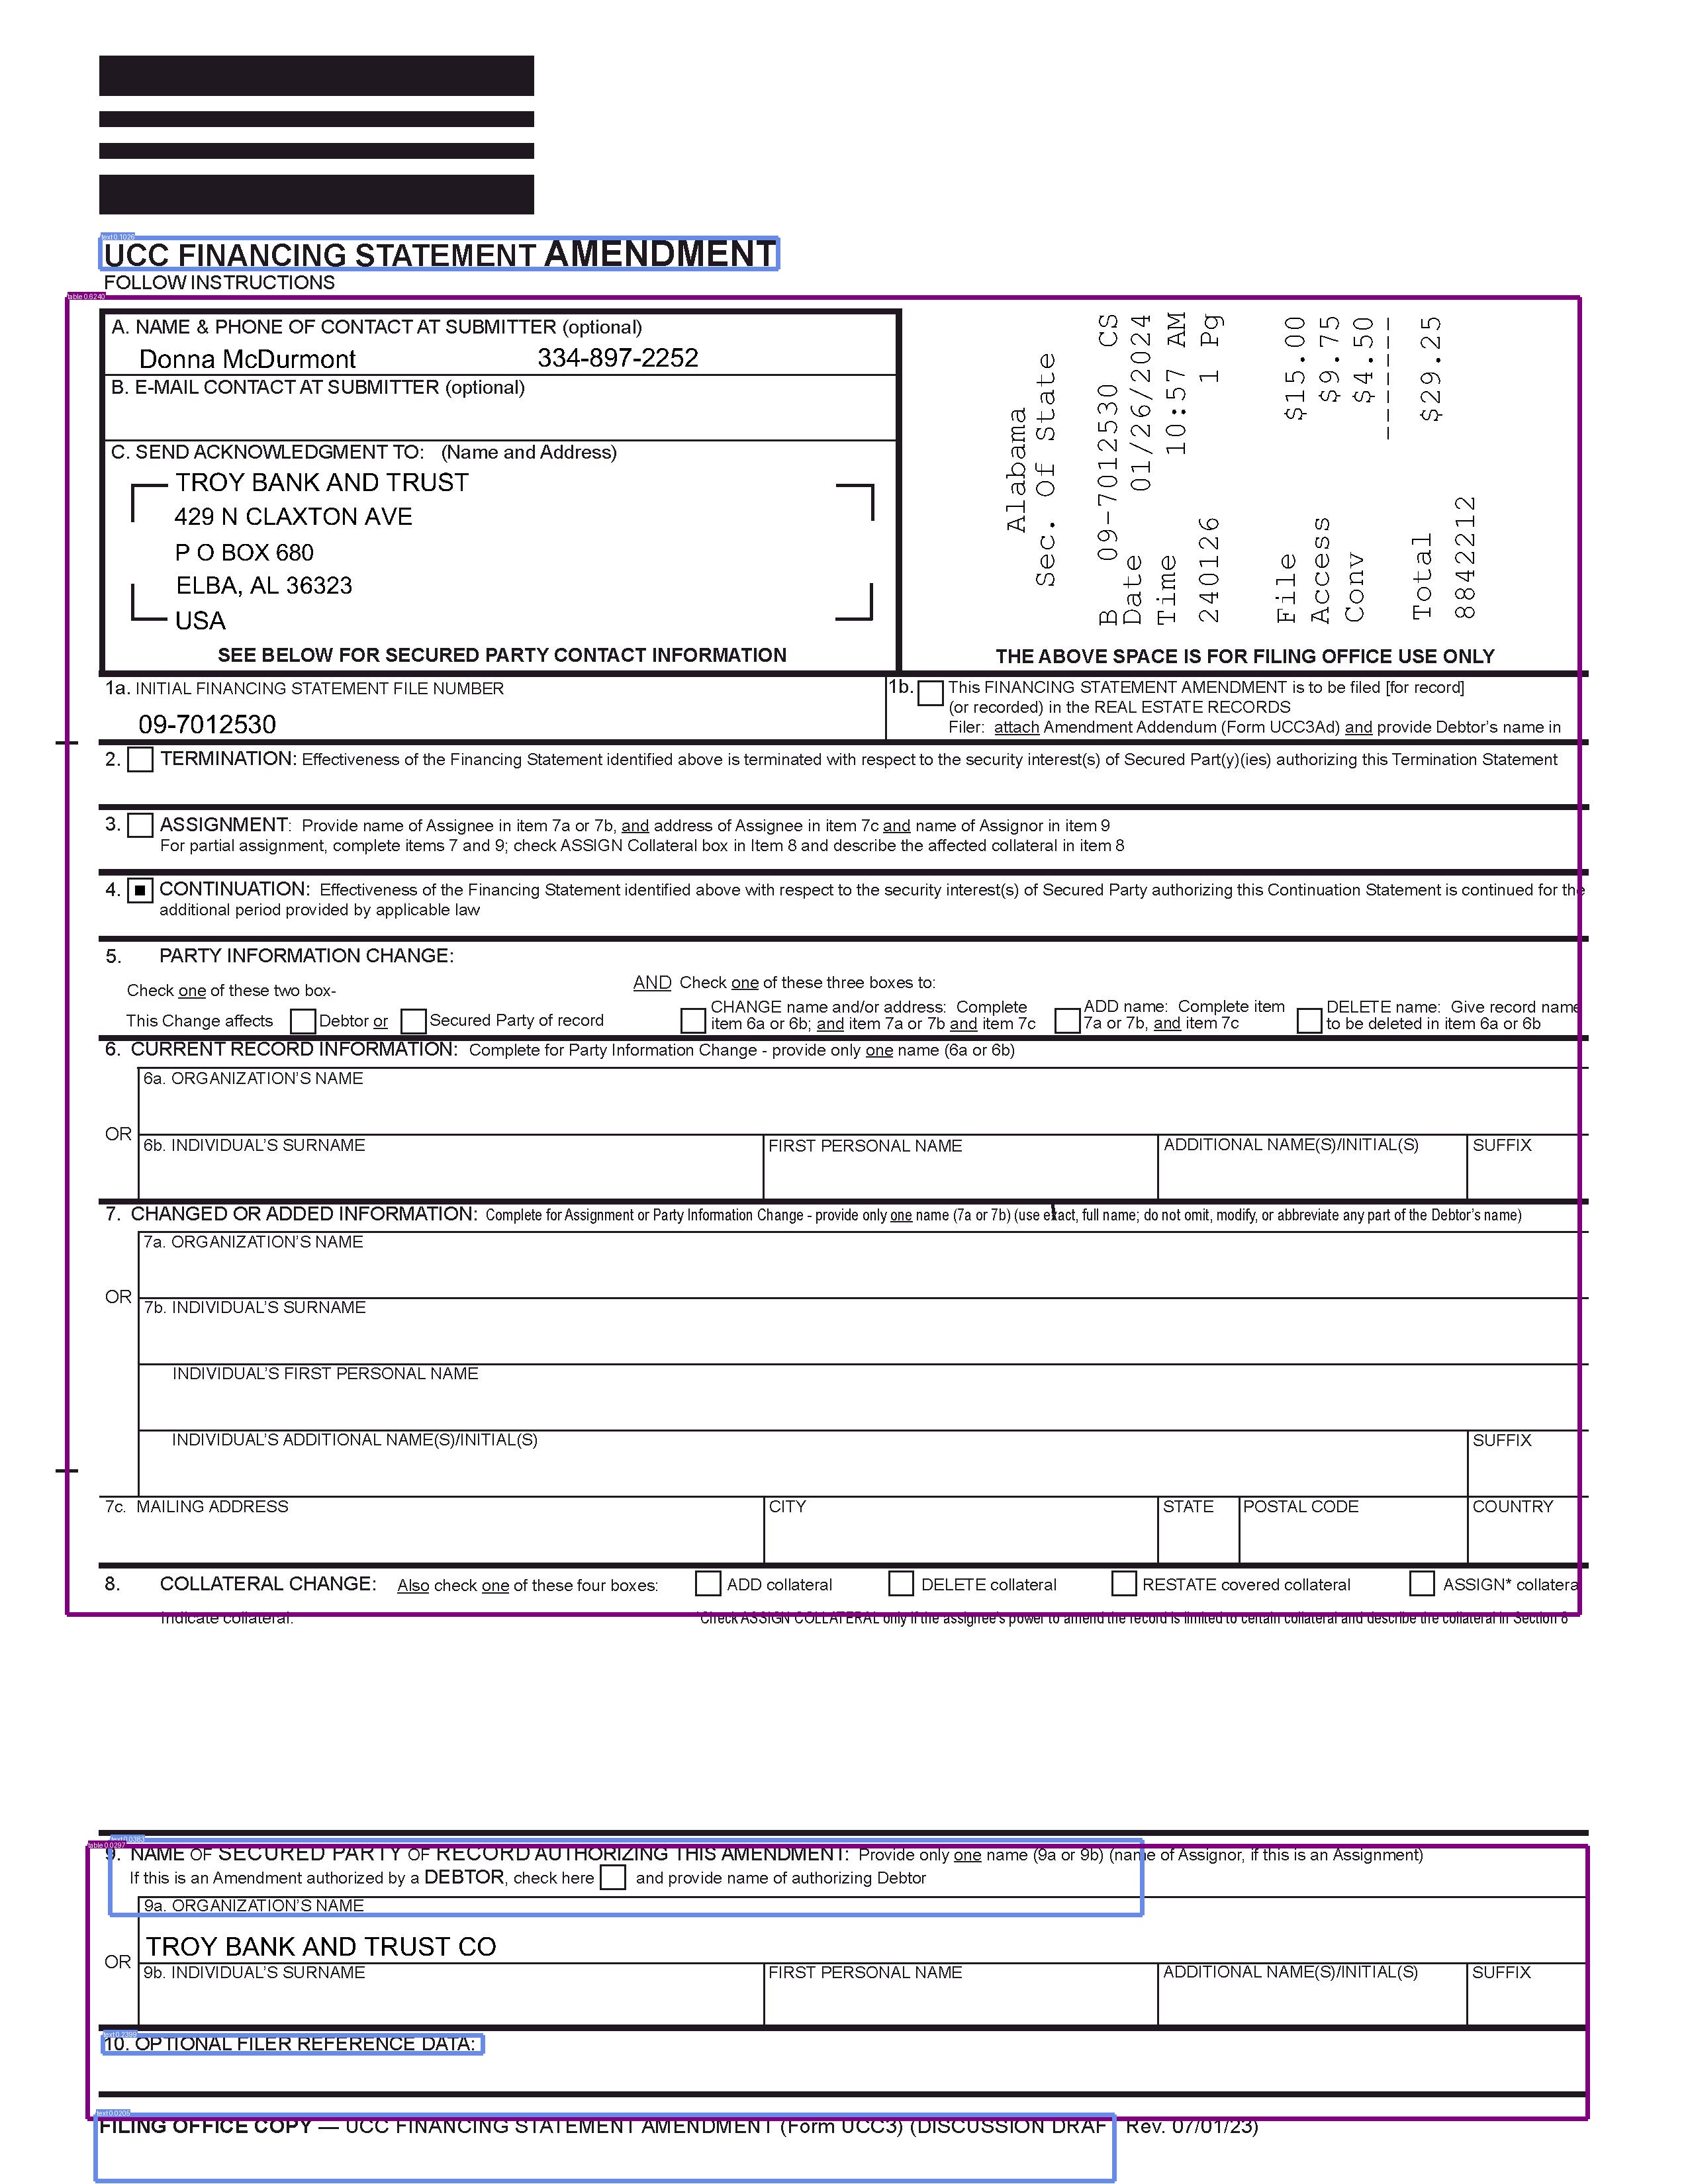 UCC FINANCING STATEMENT AMENDMENT
FOLLOW INSTRUCTIONS
A. NAME & PHONE OF CONTACT AT SUBMITTER (optional)
Donna McDurmont 334-897-2252
B. E-MAIL CONTACT AT SUBMITTER (optional)
C. SEND ACKNOWLEDGMENT TO: (Name and Address)
TROY BANK AND TRUST
429 N CLAXTON AVE
P O BOX 680
ELBA, AL 36323
USA
SEE BELOW FOR SECURED PARTY CONTACT INFORMATION
Alabama
Sec. Of State
B 09-7012530 CS
Date 01/26/2024
Time 10:57 AM
240126 1 Pg
File $15.00
Access $9.75
Conv $4.50
------
Total $29.25
8842212
THE ABOVE SPACE IS FOR FILING OFFICE USE ONLY
1a. INITIAL FINANCING STATEMENT FILE NUMBER
09-7012530
1b. This FINANCING STATEMENT AMENDMENT is to be filed [for record]
(or recorded) in the REAL ESTATE RECORDS
Filer: attach Amendment Addendum (Form UCC3Ad) and provide Debtor's name in
2. TERMINATION: Effectiveness of the Financing Statement identified above is terminated with respect to the security interest(s) of Secured Part(y)(ies) authorizing this Termination Statement
3. ASSIGNMENT: Provide name of Assignee in item 7a or 7b, and address of Assignee in item 7c and name of Assignor in item 9
For partial assignment, complete items 7 and 9; check ASSIGN Collateral box in Item 8 and describe the affected collateral in item 8
4. CONTINUATION: Effectiveness of the Financing Statement identified above with respect to the security interest(s) of Secured Party authorizing this Continuation Statement is continued for the
additional period provided by applicable law
5. PARTY INFORMATION CHANGE:
Check one of these two box-
AND Check one of these three boxes to:
This Change affects Debtor or Secured Party of record
CHANGE name and/or address: Complete
item 6a or 6b; and item 7a or 7b and item 7c
ADD name: Complete item
7a or 7b, and item 7c
DELETE name: Give record name
to be deleted in item 6a or 6b
6. CURRENT RECORD INFORMATION: Complete for Party Information Change - provide only one name (6a or 6b)
6a. ORGANIZATION'S NAME
OR
6b. INDIVIDUAL'S SURNAME FIRST PERSONAL NAME ADDITIONAL NAME(S)/INITIAL(S) SUFFIX
7. CHANGED OR ADDED INFORMATION: Complete for Assignment or Party Information Change - provide only one name (7a or 7b) (use exact, full name; do not omit, modify, or abbreviate any part of the Debtor's name)
7a. ORGANIZATION'S NAME
OR
7b. INDIVIDUAL'S SURNAME
INDIVIDUAL'S FIRST PERSONAL NAME
INDIVIDUAL'S ADDITIONAL NAME(S)/INITIAL(S) SUFFIX
7c. MAILING ADDRESS CITY STATE POSTAL CODE COUNTRY
8. COLLATERAL CHANGE: Also check one of these four boxes: ADD collateral DELETE collateral RESTATE covered collateral ASSIGN* collatera
Indicate collateral: *Check ASSIGN COLLATERAL only if the assignee's power to amend the record is limited to certain collateral and describe the collateral in Section 8
9. NAME OF SECURED PARTY OF RECORD AUTHORIZING THIS AMENDMENT: Provide only one name (9a or 9b) (name of Assignor, if this is an Assignment)
If this is an Amendment authorized by a DEBTOR, check here and provide name of authorizing Debtor
9a. ORGANIZATION'S NAME
TROY BANK AND TRUST CO
OR
9b. INDIVIDUAL'S SURNAME FIRST PERSONAL NAME ADDITIONAL NAME(S)/INITIAL(S) SUFFIX
10. OPTIONAL FILER REFERENCE DATA:
FILING OFFICE COPY — UCC FINANCING STATEMENT AMENDMENT (Form UCC3) (DISCUSSION DRAF Rev. 07/01/23)